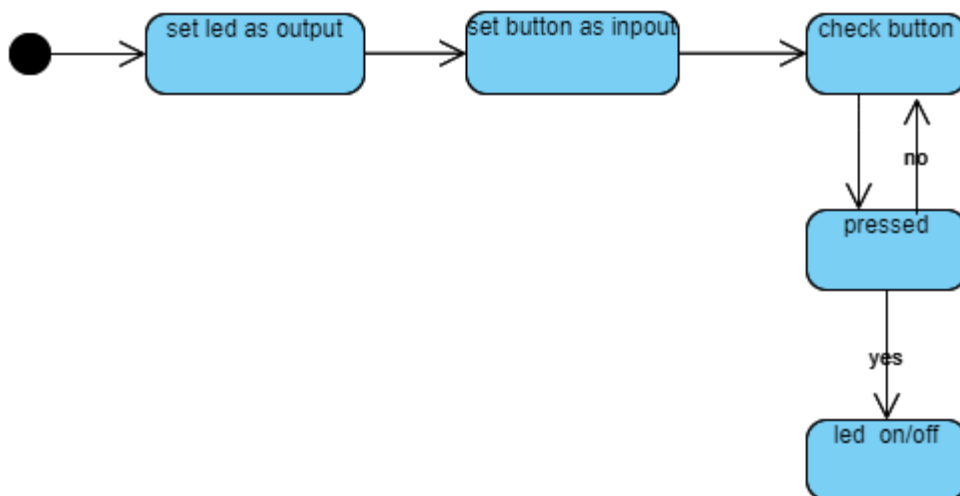 set led as output
set button as inpout
check button
no
pressed
yes
led on/off